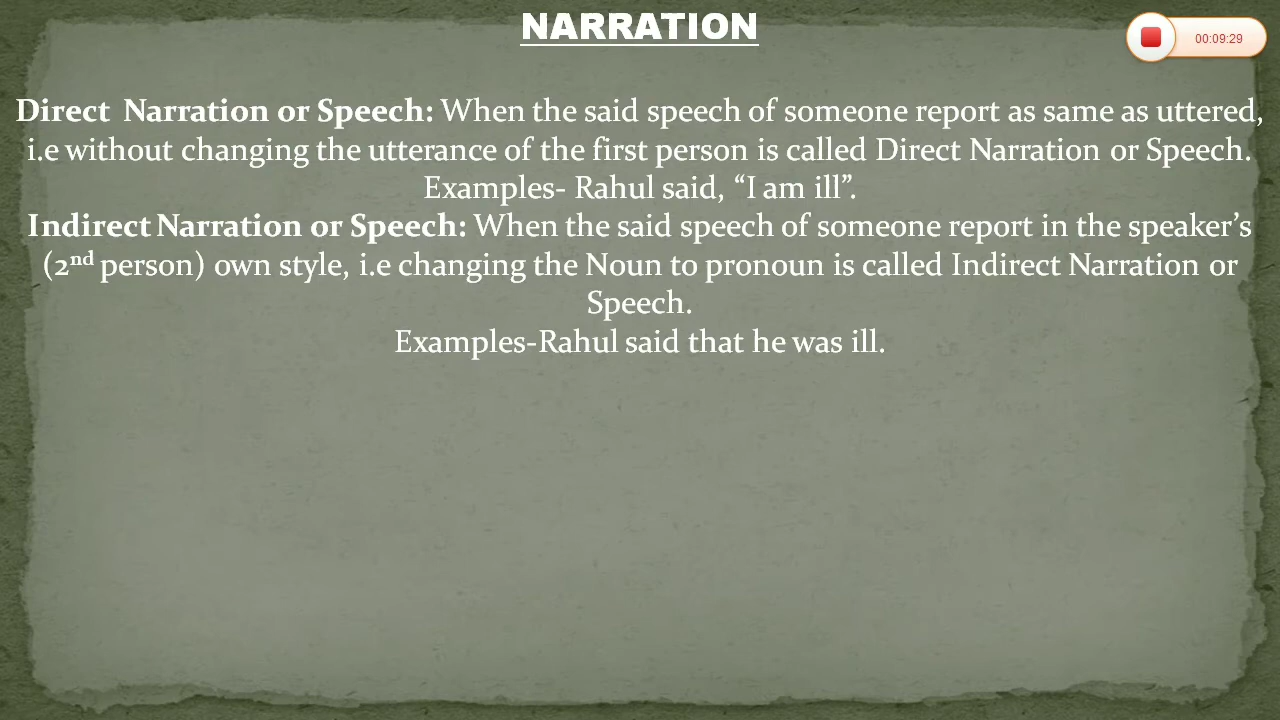 NARRATION
00:09:29
Direct Narration or Speech: When the said speech of someone report as same as uttered,
i.e without changing the utterance of the first person is called Direct Narration or Speech.
Examples- Rahul said, “I am ill”.
Indirect Narration or Speech: When the said speech of someone report in the speaker’s
(2nd person) own style, i.e changing the Noun to pronoun is called Indirect Narration or
Speech.
Examples-Rahul said that he was ill.